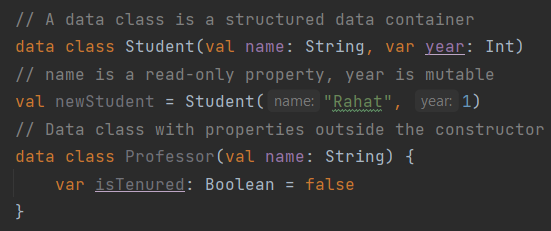 // A data class is a structured data container
data class Student(val name: String, var year: Int)
// name is a read-only property, year is mutable
val newStudent = Student( name: "Rahat", year: 1)
// Data class with properties outside the constructor
data class Professor(val name: String) {
    var isTenured: Boolean = false
}